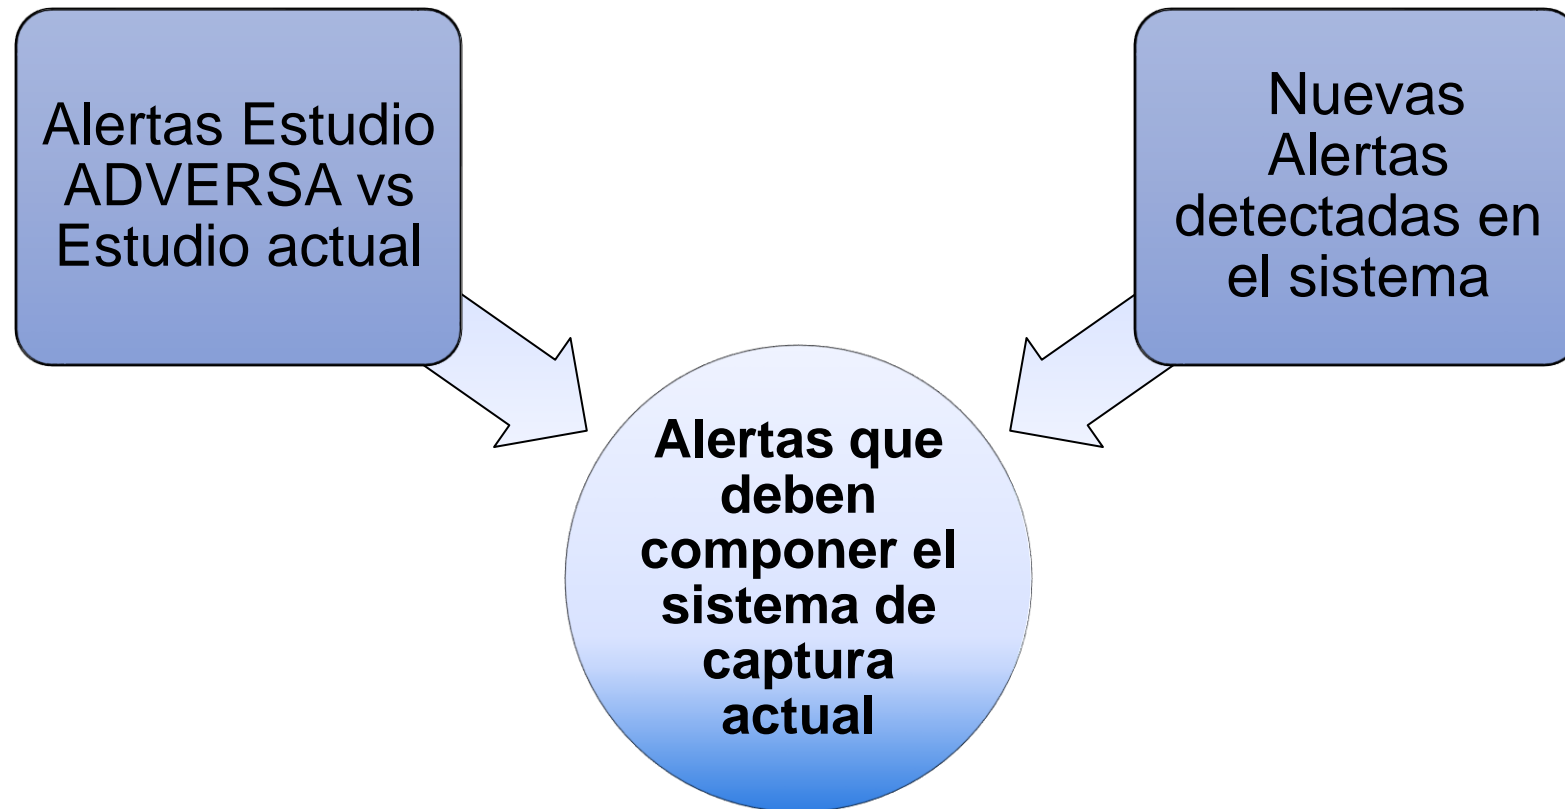 Alertas Estudio
ADVERSA vs
Estudio actual
Nuevas
Alertas
detectadas en
el sistema
Alertas que
deben
componer el
sistema de
captura
actual